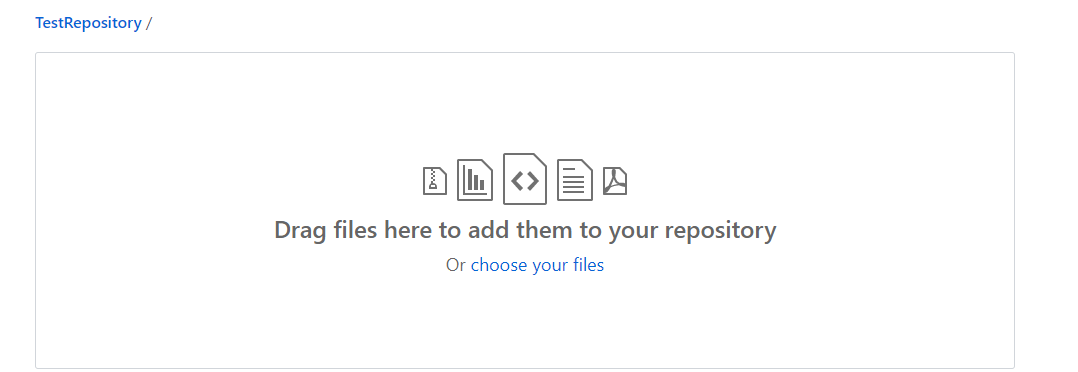 TestRepository /
Drag files here to add them to your repository
Or choose your files